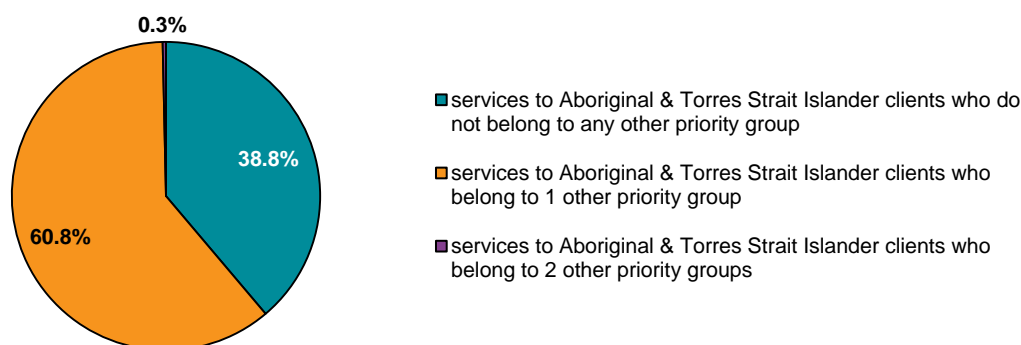 0.3%
38.8%
60.8%
services to Aboriginal & Torres Strait Islander clients who do
not belong to any other priority group
services to Aboriginal & Torres Strait Islander clients who
belong to 1 other priority group
services to Aboriginal & Torres Strait Islander clients who
belong to 2 other priority groups